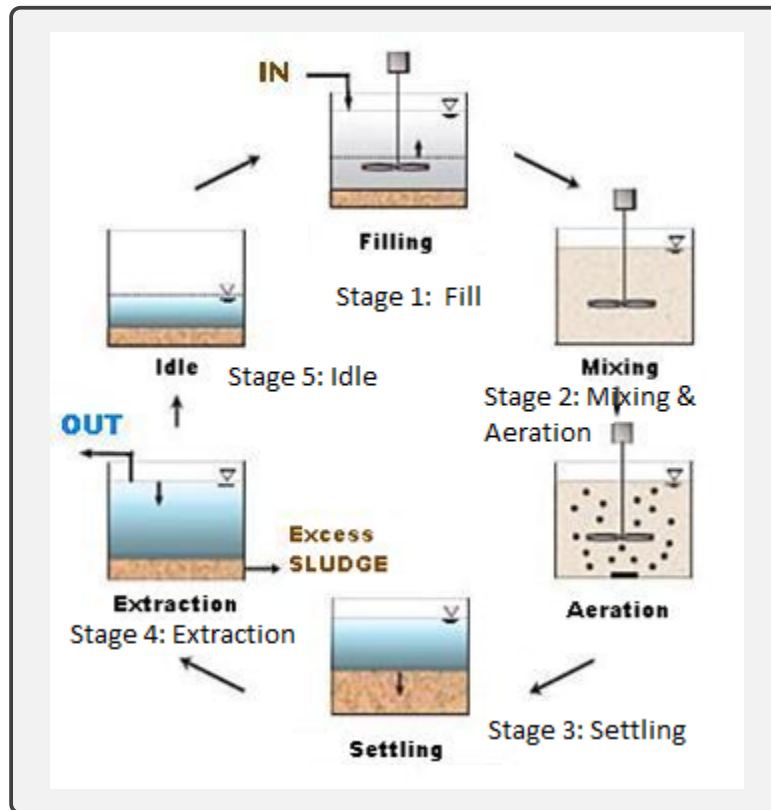 IN
Filling
Stage 1: Fill
Mixing
Stage 2: Mixing &
Aeration
Aeration
Stage 3: Settling
Settling
Excess
SLUDGE
OUT
Extraction
Stage 4: Extraction
Idle
Stage 5: Idle